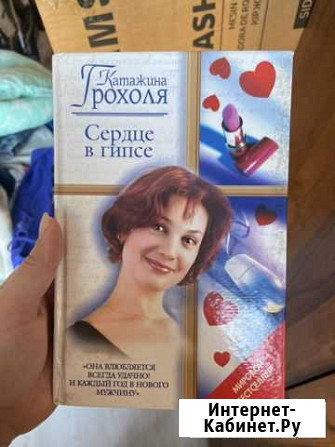 Катажина
Грохоля
Сердце
в гипсе
«ОНА ВЛЮБЛЯЕТСЯ
ВСЕГДА УДАЧНО!
И КАЖДЫЙ ГОД В НОВОГО
МУЖЧИНУ»
МИРОВОЙ
БЕСТСЕЛЛЕР
Интернет-
Кабинет.Ру